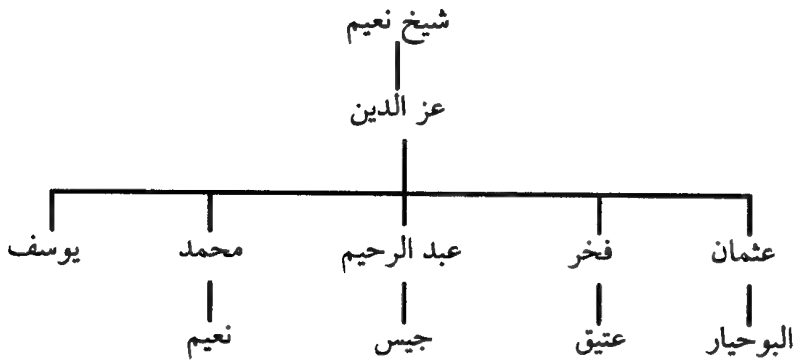 شيخ نعيم
عز الدين
عثمان فخر عبد الرحيم محمد يوسف
البوحيار عتيق جيس نعيم